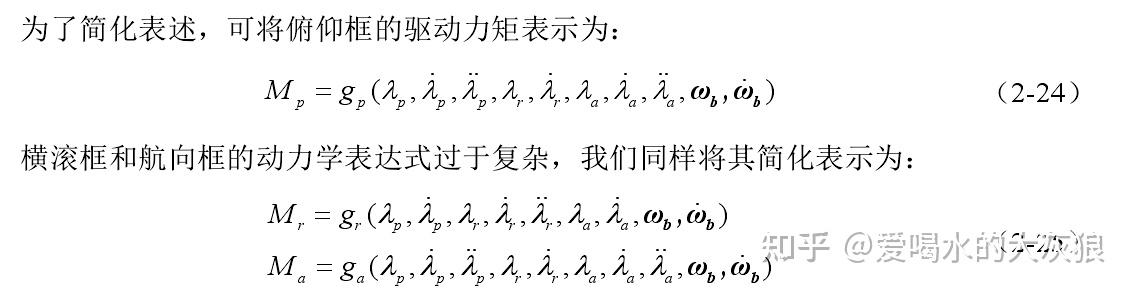 为了简化表述，可将俯仰框的驱动力矩表示为：
M_p = g_p(λ_p, λ̇_p, λ̈_p, λ_r, λ̇_r, λ_a, λ̇_a, λ̈_a, ω_b, ω̇_b) （2-24）
横滚框和航向框的动力学表达式过于复杂，我们同样将其简化表示为：
M_r = g_r(λ_p, λ̇_p, λ_r, λ̇_r, λ̈_r, λ_a, λ̇_a, ω_b, ω̇_b)
（2-25）
M_a = g_a(λ_p, λ̇_p, λ̈_p, λ_r, λ̇_r, λ_a, λ̇_a, λ̈_a, ω_b, ω̇_b)
知乎 @爱喝水的大灰狼